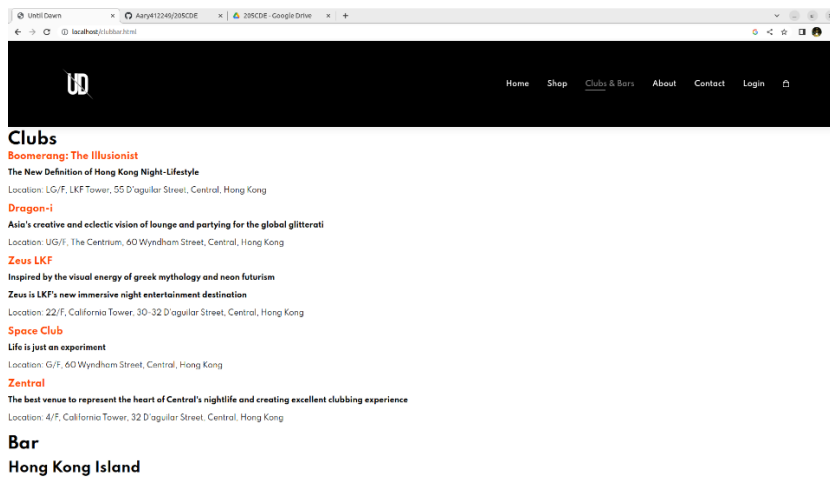 Until Dawn
Aary412249/205CDE
205CDE - Google Drive
localhost/clubbar.html
UD
Home Shop Clubs & Bars About Contact Login
Clubs
Boomerang: The Illusionist
The New Definition of Hong Kong Night-Lifestyle
Location: LG/F, LKF Tower, 55 D'aguilar Street, Central, Hong Kong
Dragon-i
Asia's creative and eclectic vision of lounge and partying for the global glitterati
Location: UG/F, The Centrium, 60 Wyndham Street, Central, Hong Kong
Zeus LKF
Inspired by the visual energy of greek mythology and neon futurism
Zeus is LKF's new immersive night entertainment destination
Location: 22/F, California Tower, 30-32 D'aguilar Street, Central, Hong Kong
Space Club
Life is just an experiment
Location: G/F, 60 Wyndham Street, Central, Hong Kong
Zentral
The best venue to represent the heart of Central's nightlife and creating excellent clubbing experience
Location: 4/F, California Tower, 32 D'aguilar Street, Central, Hong Kong
Bar
Hong Kong Island